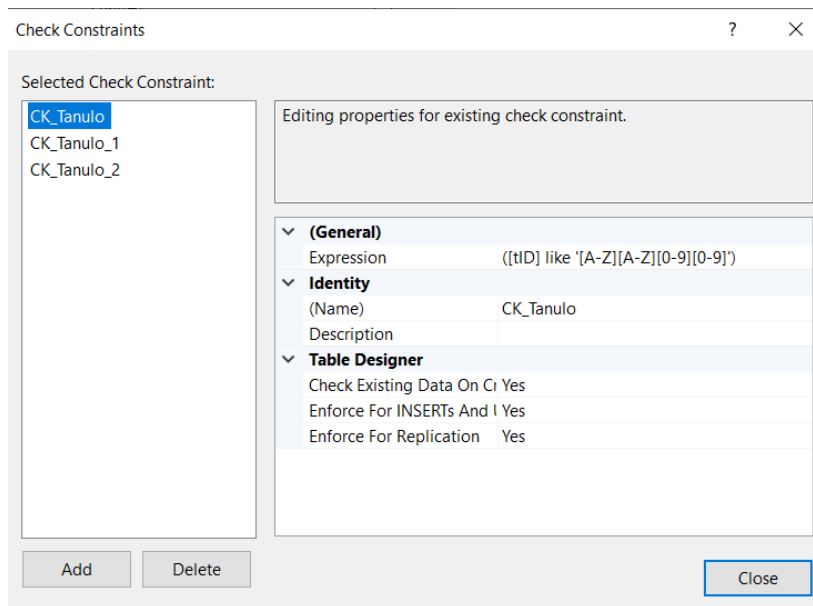 Check Constraints
?
Selected Check Constraint:
CK_Tanulo
CK_Tanulo_1
CK_Tanulo_2
Editing properties for existing check constraint.
(General)
Expression ([tID] like '[A-Z][A-Z][0-9][0-9]')
Identity
(Name) CK_Tanulo
Description
Table Designer
Check Existing Data On Cr Yes
Enforce For INSERTs And U Yes
Enforce For Replication Yes
Add
Delete
Close